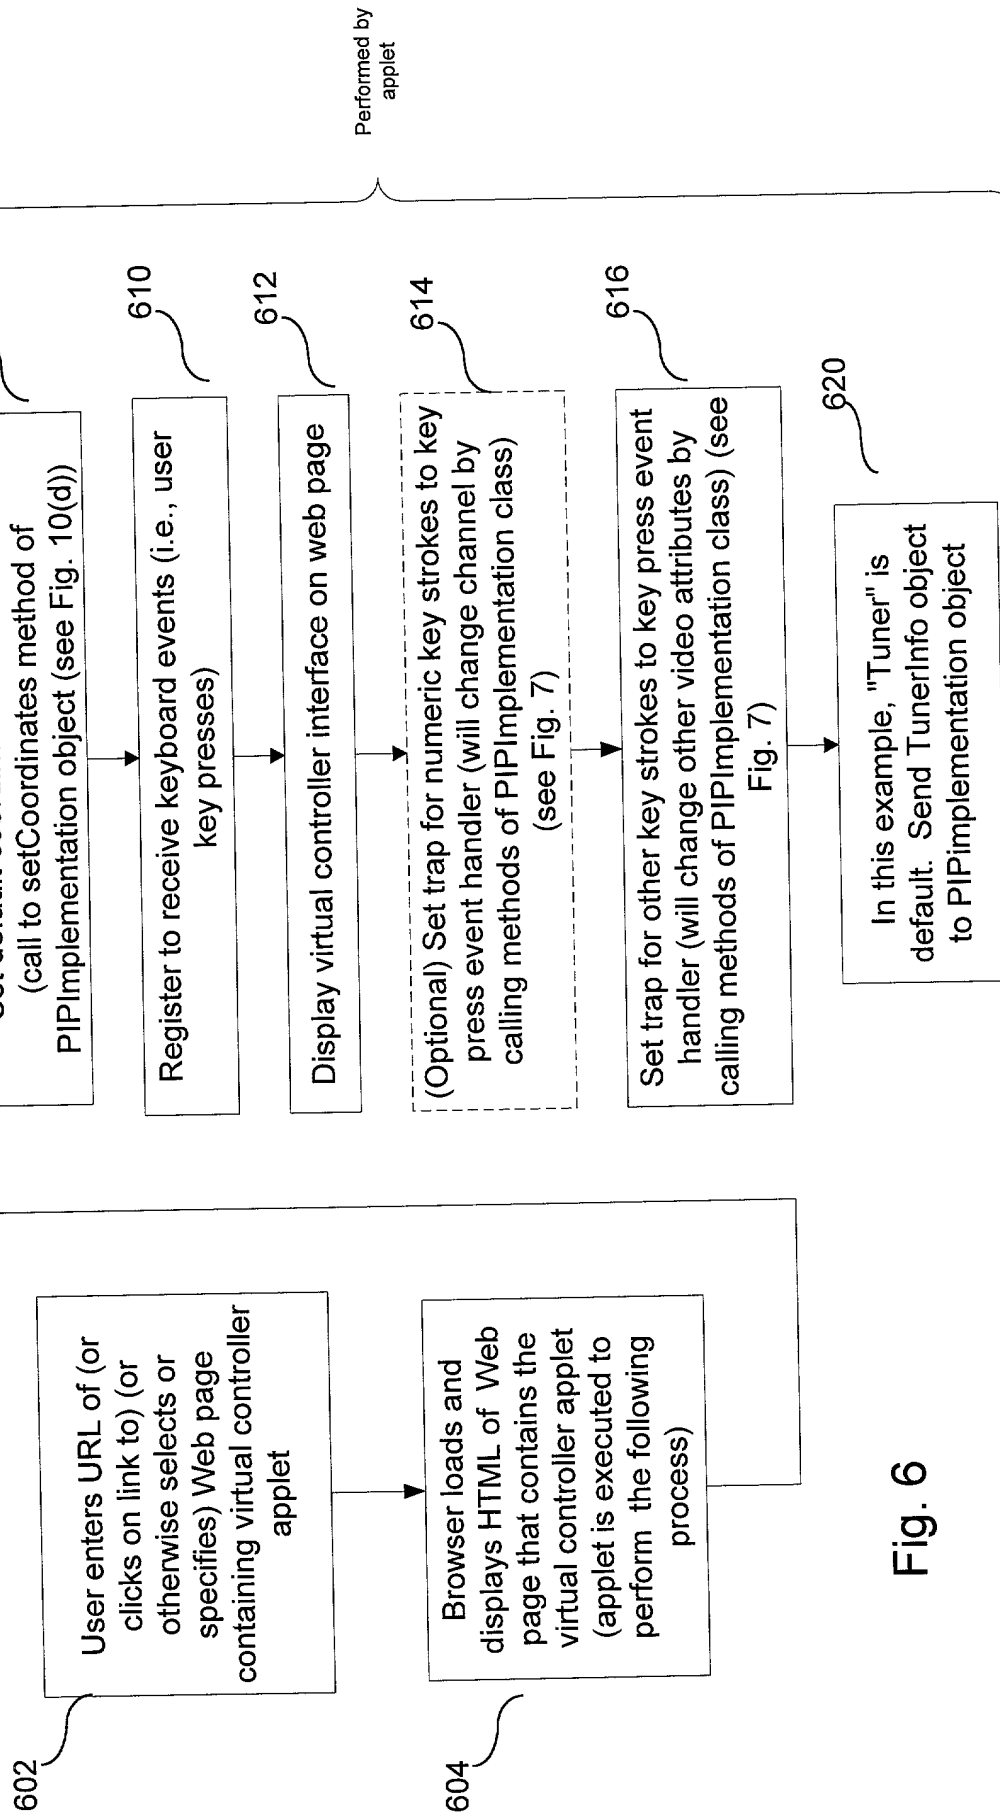 602
User enters URL of (or
clicks on link to) (or
otherwise selects or
specifies) Web page
containing virtual controller
applet
604
Browser loads and
displays HTML of Web
page that contains the
virtual controller applet
(applet is executed to
perform the following
process)
(call to setCoordinates method of
PIPImplementation object (see Fig. 10(d))
610
Register to receive keyboard events (i.e., user
key presses)
612
Display virtual controller interface on web page
614
(Optional) Set trap for numeric key strokes to key
press event handler (will change channel by
calling methods of PIPImplementation class)
(see Fig. 7)
616
Set trap for other key strokes to key press event
handler (will change other video attributes by
calling methods of PIPImplementation class) (see
Fig. 7)
620
In this example, "Tuner" is
default. Send TunerInfo object
to PIPimplementation object
Performed by
applet
Fig. 6